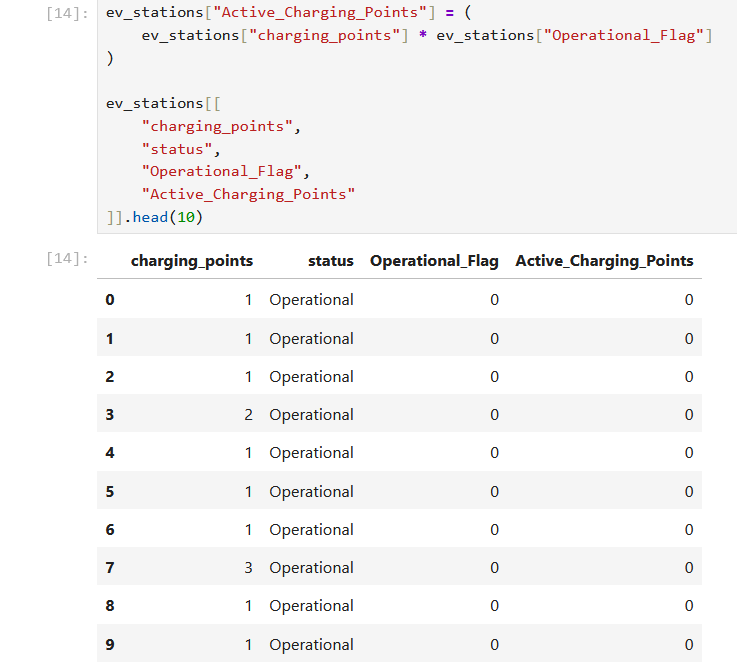 [14]: ev_stations["Active_Charging_Points"] = (
    ev_stations["charging_points"] * ev_stations["Operational_Flag"]
)
ev_stations[[
    "charging_points",
    "status",
    "Operational_Flag",
    "Active_Charging_Points"
]].head(10)
[14]: charging_points status Operational_Flag Active_Charging_Points
0 1 Operational 0 0
1 1 Operational 0 0
2 1 Operational 0 0
3 2 Operational 0 0
4 1 Operational 0 0
5 1 Operational 0 0
6 1 Operational 0 0
7 3 Operational 0 0
8 1 Operational 0 0
9 1 Operational 0 0